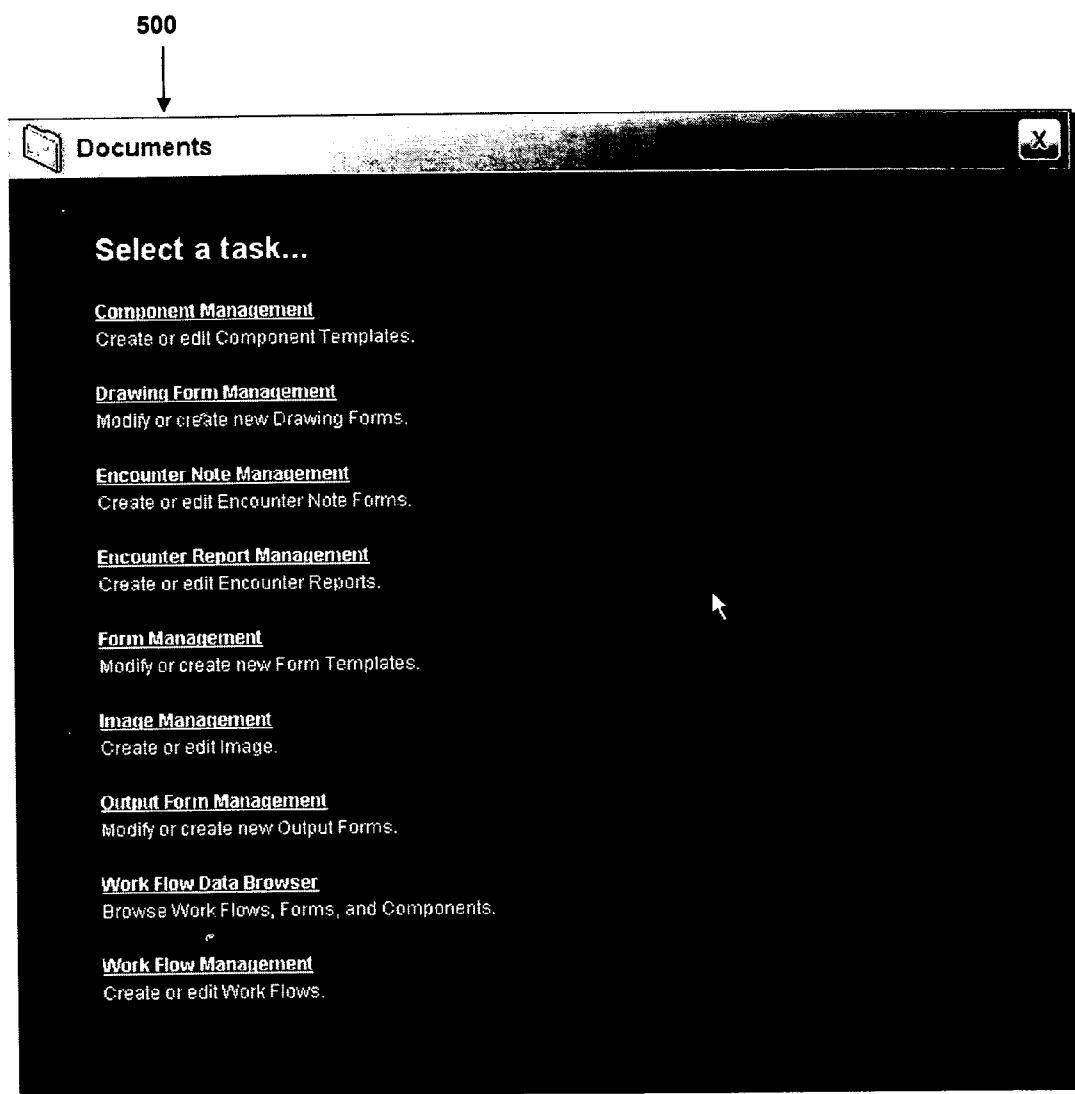 500
Documents
X
Select a task...
Component Management
Create or edit Component Templates.
Drawing Form Management
Modify or create new Drawing Forms.
Encounter Note Management
Create or edit Encounter Note Forms.
Encounter Report Management
Create or edit Encounter Reports.
Form Management
Modify or create new Form Templates.
Image Management
Create or edit Image.
Output Form Management
Modify or create new Output Forms.
Work Flow Data Browser
Browse Work Flows, Forms, and Components.
Work Flow Management
Create or edit Work Flows.